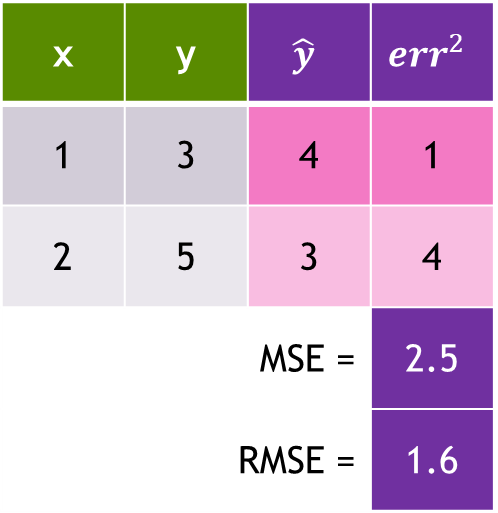 x y ŷ err²
1 3 4 1
2 5 3 4
MSE = 2.5
RMSE = 1.6